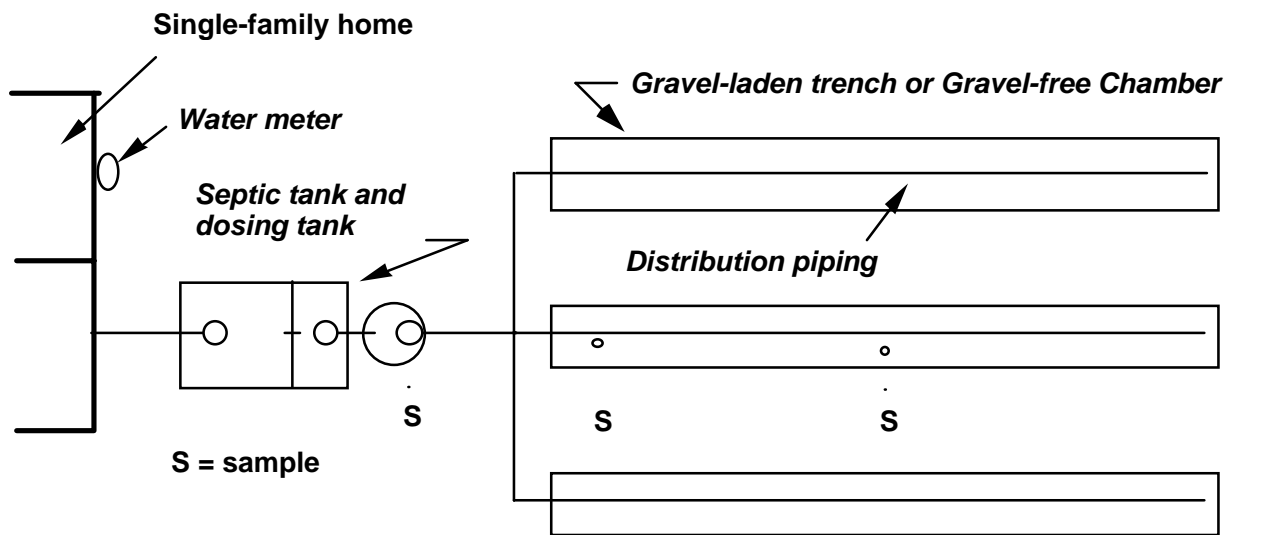 Single-family home
Gravel-laden trench or Gravel-free Chamber
Water meter
Septic tank and
dosing tank
Distribution piping
S
S
S
S = sample